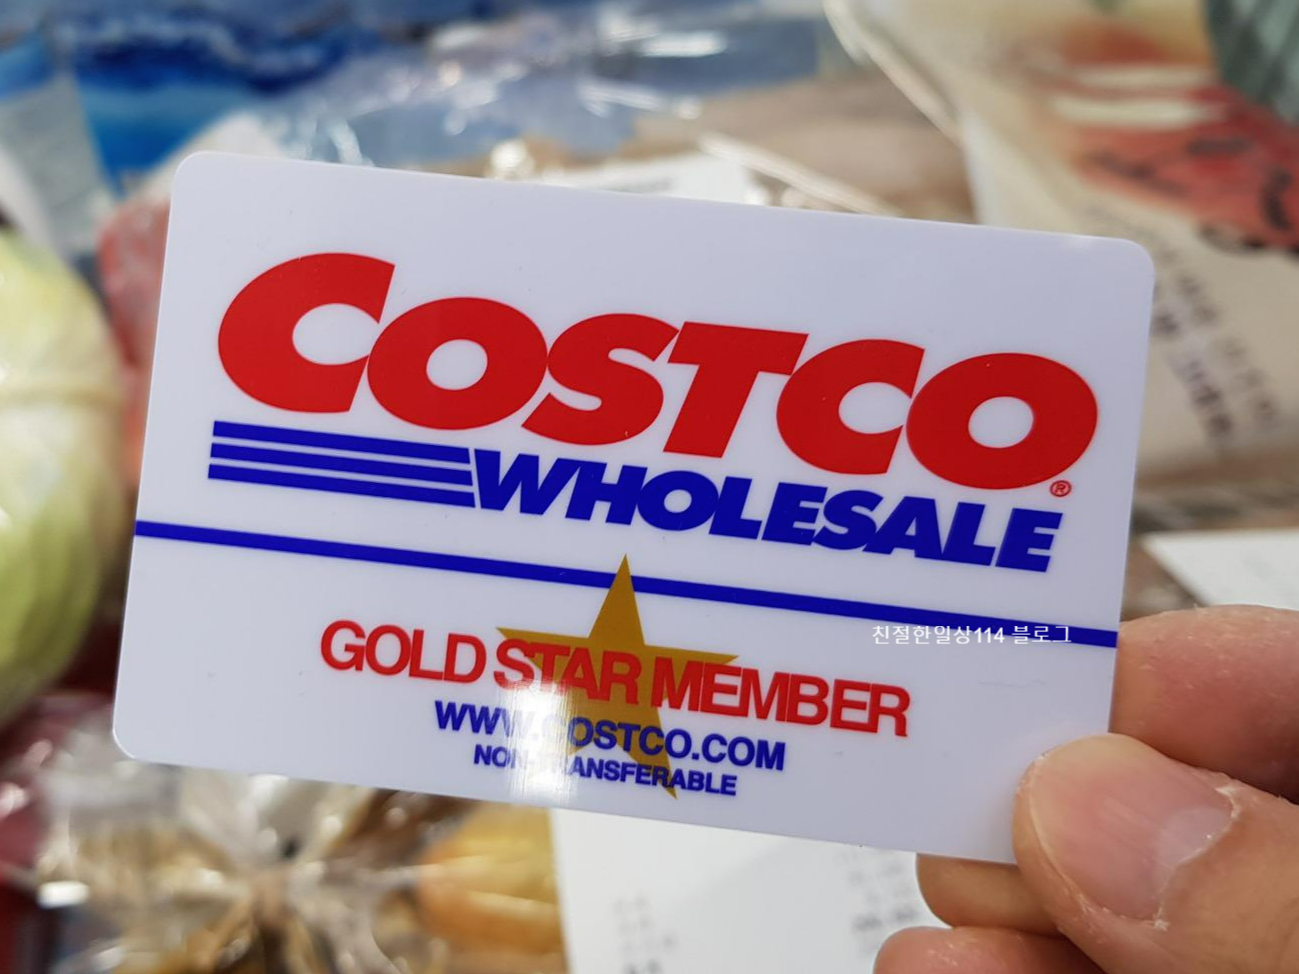 COSTCO
WHOLESALE
GOLD STAR MEMBER
WWW.COSTCO.COM
NON-TRANSFERABLE
친절한일상114 블로그